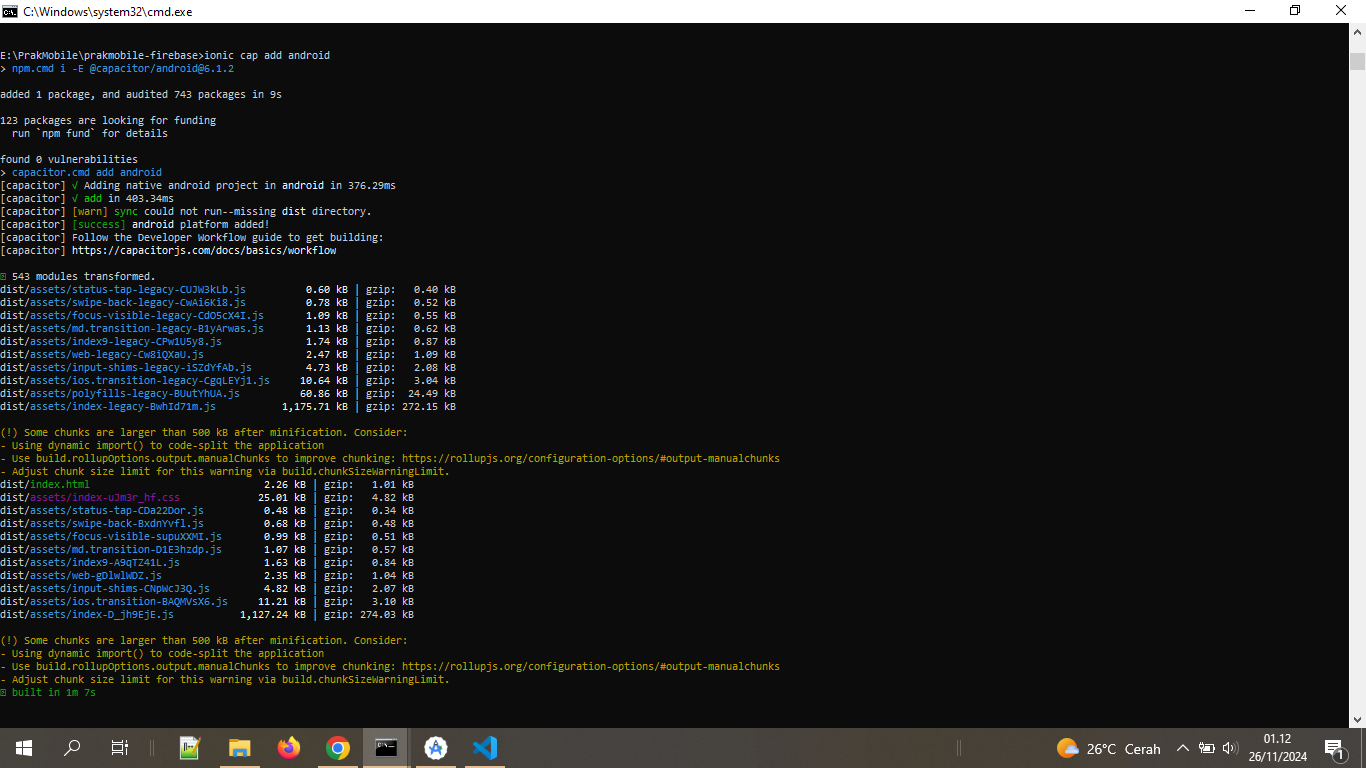 C:\Windows\system32\cmd.exe
E:\PrakMobile\prakmobile-firebase>ionic cap add android
> npm.cmd i -E @capacitor/android@6.1.2
added 1 package, and audited 743 packages in 9s
123 packages are looking for funding
  run `npm fund` for details
found 0 vulnerabilities
> capacitor.cmd add android
[capacitor] √ Adding native android project in android in 376.29ms
[capacitor] √ add in 403.34ms
[capacitor] [warn] sync could not run--missing dist directory.
[capacitor] [success] android platform added!
[capacitor] Follow the Developer Workflow guide to get building:
[capacitor] https://capacitorjs.com/docs/basics/workflow
543 modules transformed.
dist/assets/status-tap-legacy-CUJW3kLb.js 0.60 kB | gzip: 0.40 kB
dist/assets/swipe-back-legacy-CwAi6Ki8.js 0.78 kB | gzip: 0.52 kB
dist/assets/focus-visible-legacy-CdO5cX4I.js 1.09 kB | gzip: 0.55 kB
dist/assets/md.transition-legacy-B1yArwas.js 1.13 kB | gzip: 0.62 kB
dist/assets/index9-legacy-CPw1U5y8.js 1.74 kB | gzip: 0.87 kB
dist/assets/web-legacy-Cw8iQXaU.js 2.47 kB | gzip: 1.09 kB
dist/assets/input-shims-legacy-iSZdYfAb.js 4.73 kB | gzip: 2.08 kB
dist/assets/ios.transition-legacy-CgqLEYj1.js 10.64 kB | gzip: 3.04 kB
dist/assets/polyfills-legacy-BUutYhUA.js 60.86 kB | gzip: 24.49 kB
dist/assets/index-legacy-BwhId71m.js 1,175.71 kB | gzip: 272.15 kB
(!) Some chunks are larger than 500 kB after minification. Consider:
- Using dynamic import() to code-split the application
- Use build.rollupOptions.output.manualChunks to improve chunking: https://rollupjs.org/configuration-options/#output-manualchunks
- Adjust chunk size limit for this warning via build.chunkSizeWarningLimit.
dist/index.html 2.26 kB | gzip: 1.01 kB
dist/assets/index-uJm3r_hf.css 25.01 kB | gzip: 4.82 kB
dist/assets/status-tap-CDa22Dor.js 0.48 kB | gzip: 0.34 kB
dist/assets/swipe-back-BxdnYvfl.js 0.68 kB | gzip: 0.48 kB
dist/assets/focus-visible-supuXXMI.js 0.99 kB | gzip: 0.51 kB
dist/assets/md.transition-D1E3hzdp.js 1.07 kB | gzip: 0.57 kB
dist/assets/index9-A9qTZ41L.js 1.63 kB | gzip: 0.84 kB
dist/assets/web-gDlwlWDZ.js 2.35 kB | gzip: 1.04 kB
dist/assets/input-shims-CNpWcJ3Q.js 4.82 kB | gzip: 2.07 kB
dist/assets/ios.transition-BAQMVsX6.js 11.21 kB | gzip: 3.10 kB
dist/assets/index-D_jh9EjE.js 1,127.24 kB | gzip: 274.03 kB
(!) Some chunks are larger than 500 kB after minification. Consider:
- Using dynamic import() to code-split the application
- Use build.rollupOptions.output.manualChunks to improve chunking: https://rollupjs.org/configuration-options/#output-manualchunks
- Adjust chunk size limit for this warning via build.chunkSizeWarningLimit.
built in 1m 7s
26°C Cerah
01.12
26/11/2024
1